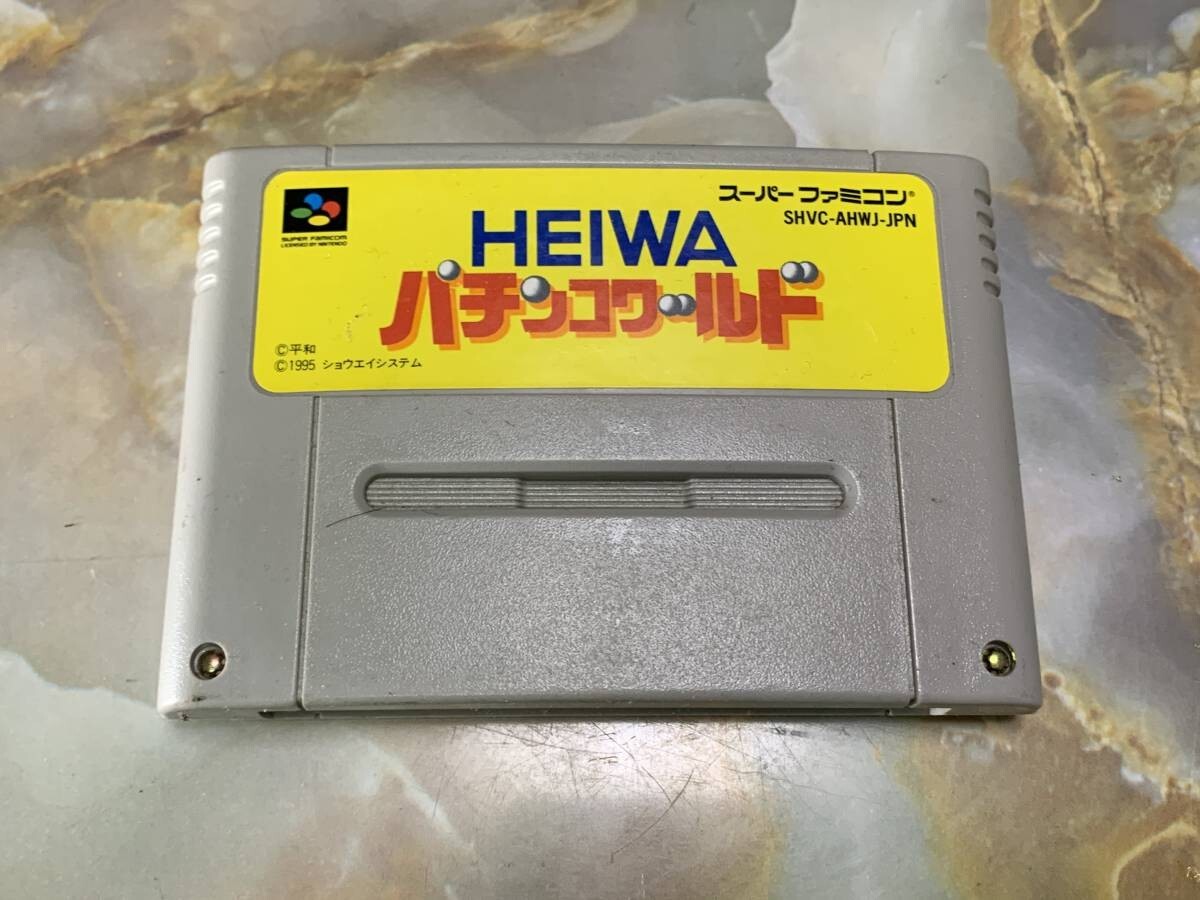 SUPER FAMICOM
LICENSED BY NINTENDO
スーパーファミコン®
SHVC-AHWJ-JPN
HEIWA
パチンコワールド
©平和
©1995 ショウエイシステム